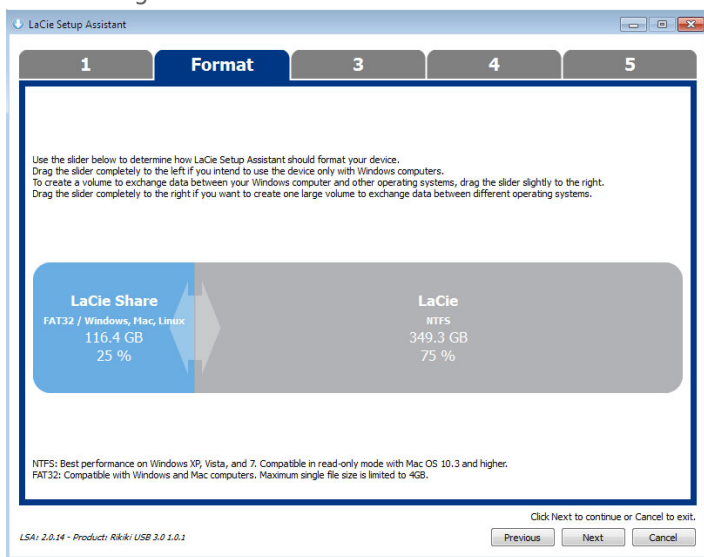 LaCie Setup Assistant
1
Format
3
4
5
Use the slider below to determine how LaCie Setup Assistant should format your device.
Drag the slider completely to the left if you intend to use the device only with Windows computers.
To create a volume to exchange data between your Windows computer and other operating systems, drag the slider slightly to the right.
Drag the slider completely to the right if you want to create one large volume to exchange data between different operating systems.
LaCie Share
FAT32 / Windows, Mac, Linux
116.4 GB
25 %
LaCie
NTFS
349.3 GB
75 %
NTFS: Best performance on Windows XP, Vista, and 7. Compatible in read-only mode with Mac OS 10.3 and higher.
FAT32: Compatible with Windows and Mac computers. Maximum single file size is limited to 4GB.
Click Next to continue or Cancel to exit.
LSA: 2.0.14 - Product: Rikiki USB 3.0 1.0.1
Previous
Next
Cancel